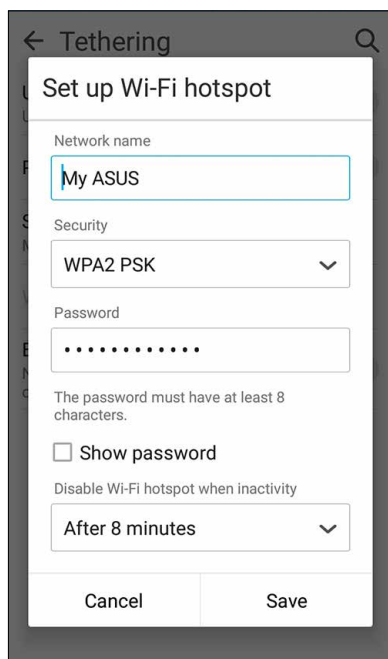 Tethering
Set up Wi-Fi hotspot
Network name
My ASUS
Security
WPA2 PSK
Password
••••••••••••
The password must have at least 8
characters.
Show password
Disable Wi-Fi hotspot when inactivity
After 8 minutes
Cancel
Save